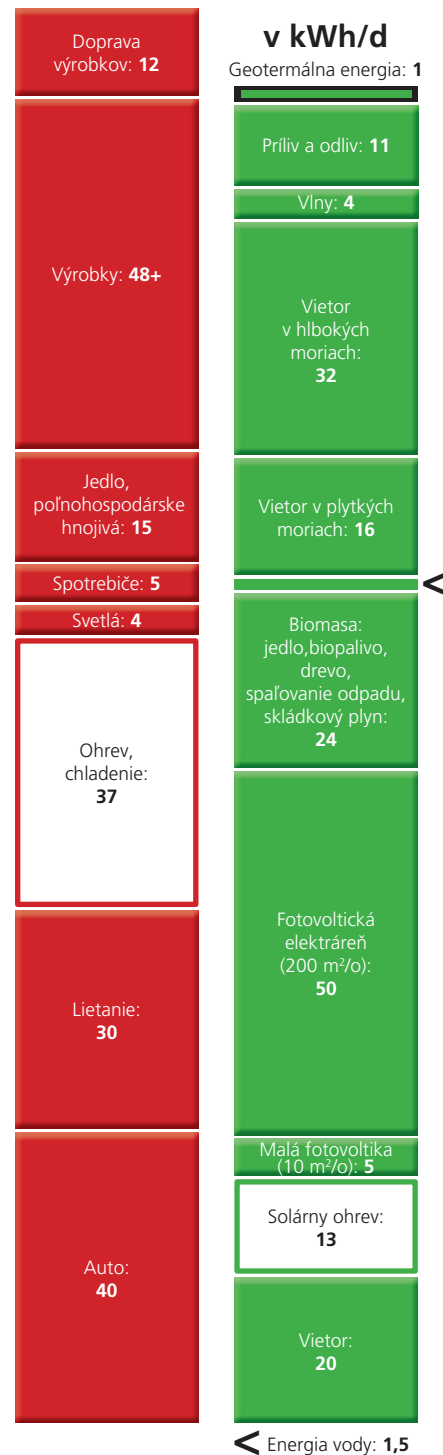 Doprava
výrobkov: 12
Výrobky: 48+
Jedlo,
poľnohospodárske
hnojivá: 15
Spotrebiče: 5
Svetlá: 4
Ohrev,
chladenie:
37
Lietanie:
30
Auto:
40
v kWh/d
Geotermálna energia: 1
Príliv a odliv: 11
Vlny: 4
Vietor
v hlbokých
moriach:
32
Vietor v plytkých
moriach: 16
<
Biomasa:
jedlo,biopalivo,
drevo,
spaľovanie odpadu,
skládkový plyn:
24
Fotovoltická
elektráreň
(200 m²/o):
50
Malá fotovoltika
(10 m²/o): 5
Solárny ohrev:
13
Vietor:
20
< Energia vody: 1,5